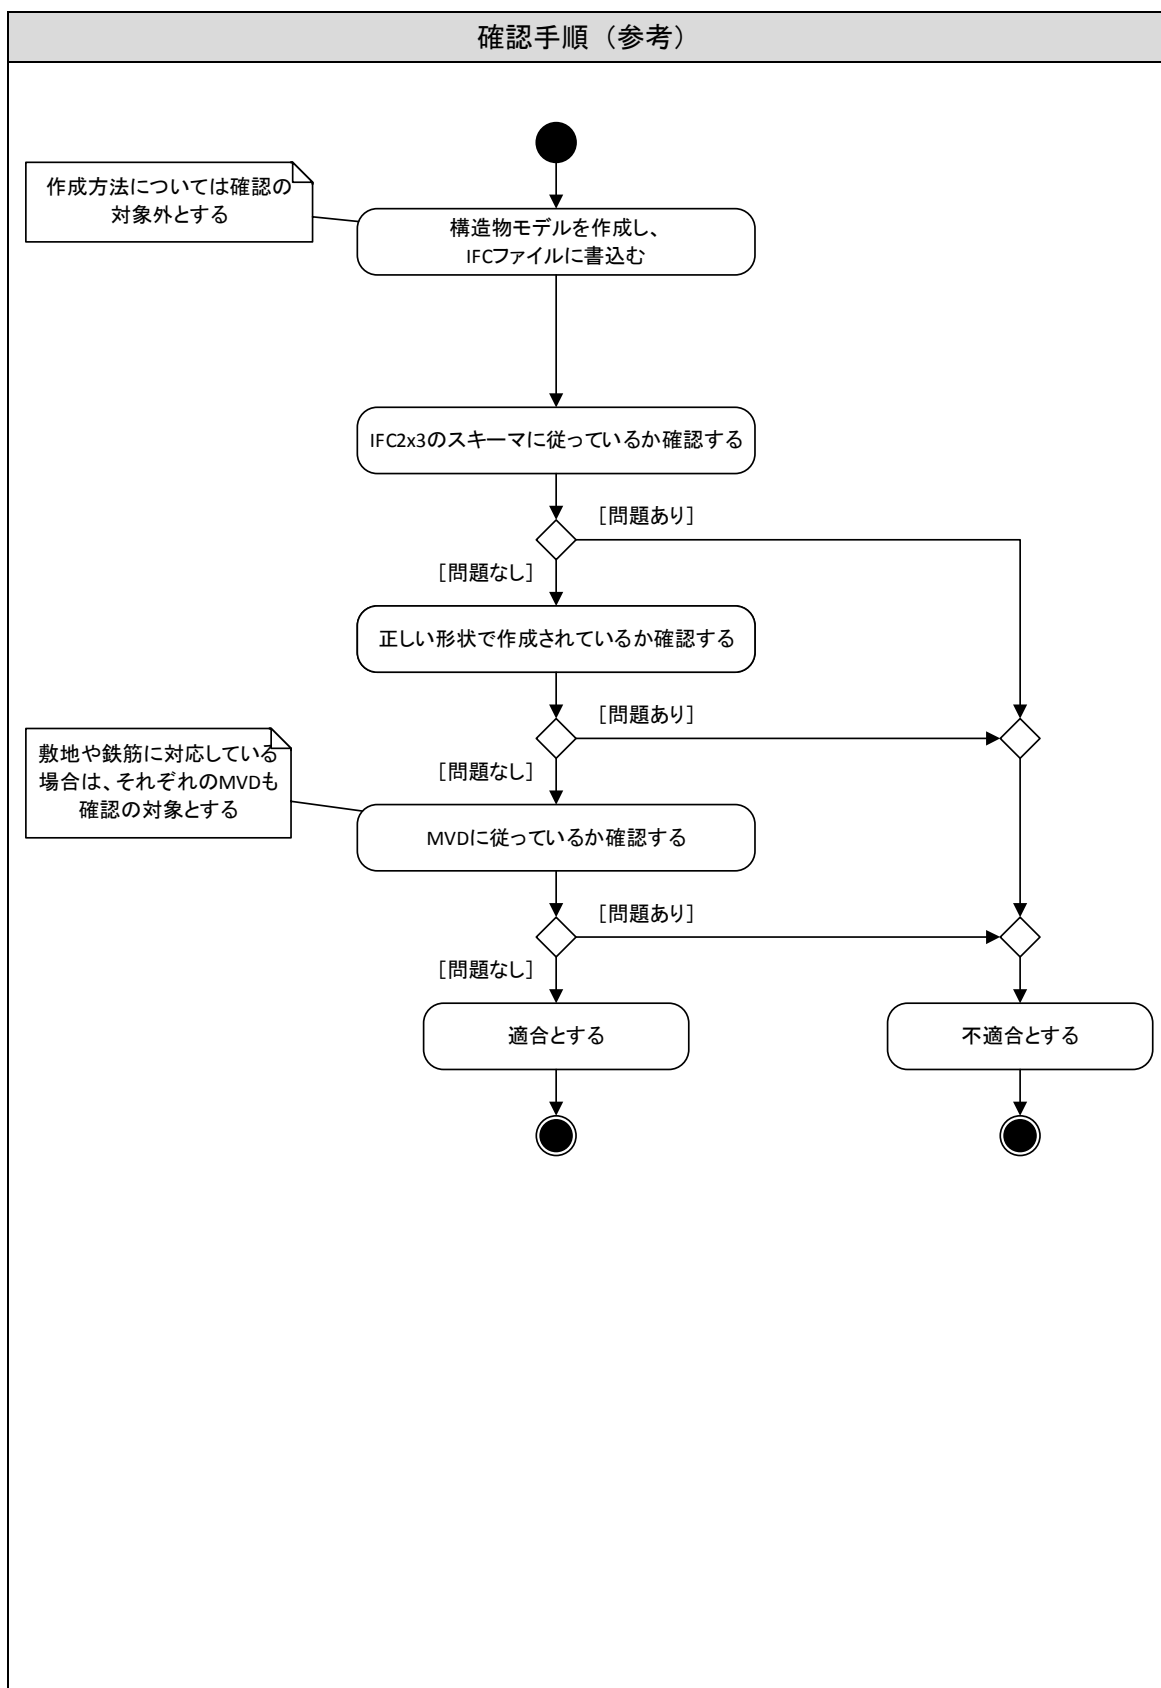 確認手順（参考）
作成方法については確認の
対象外とする
構造物モデルを作成し、
IFCファイルに書込む
IFC2x3のスキーマに従っているか確認する
[問題あり]
[問題なし]
正しい形状で作成されているか確認する
[問題あり]
[問題なし]
敷地や鉄筋に対応している
場合は、それぞれのMVDも
確認の対象とする
MVDに従っているか確認する
[問題あり]
[問題なし]
適合とする
不適合とする